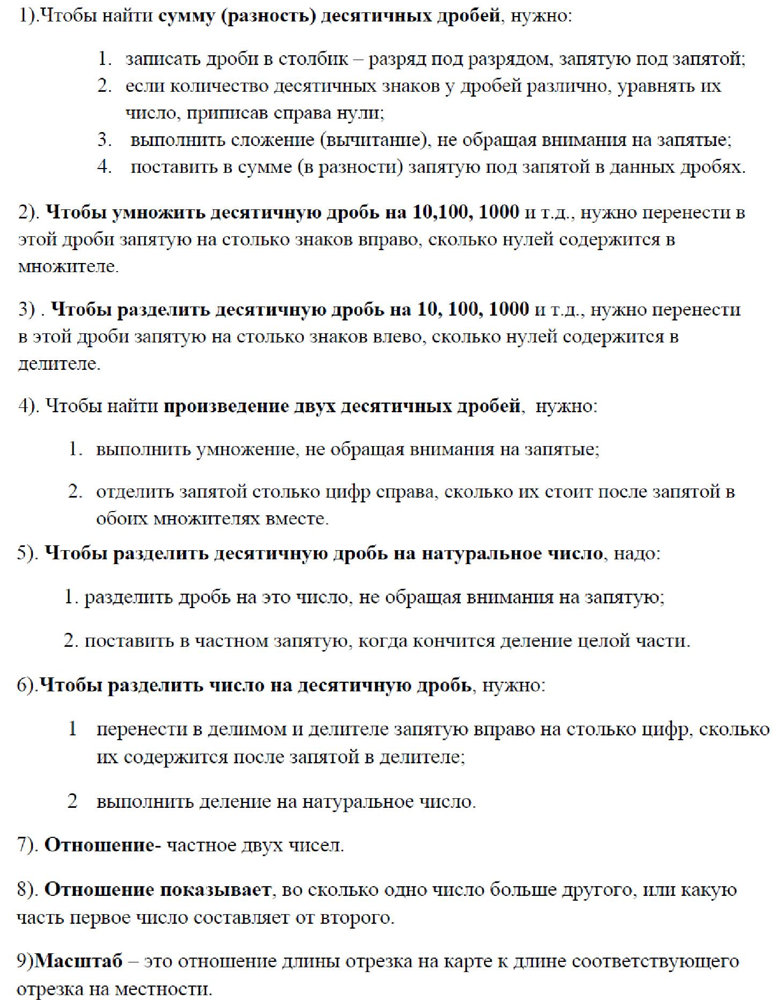 1).Чтобы найти сумму (разность) десятичных дробей, нужно:
1. записать дроби в столбик – разряд под разрядом, запятую под запятой;
2. если количество десятичных знаков у дробей различно, уравнять их
число, приписав справа нули;
3. выполнить сложение (вычитание), не обращая внимания на запятые;
4. поставить в сумме (в разности) запятую под запятой в данных дробях.
2). Чтобы умножить десятичную дробь на 10,100, 1000 и т.д., нужно перенести в
этой дроби запятую на столько знаков вправо, сколько нулей содержится в
множителе.
3) . Чтобы разделить десятичную дробь на 10, 100, 1000 и т.д., нужно перенести
в этой дроби запятую на столько знаков влево, сколько нулей содержится в
делителе.
4). Чтобы найти произведение двух десятичных дробей, нужно:
1. выполнить умножение, не обращая внимания на запятые;
2. отделить запятой столько цифр справа, сколько их стоит после запятой в
обоих множителях вместе.
5). Чтобы разделить десятичную дробь на натуральное число, надо:
1. разделить дробь на это число, не обращая внимания на запятую;
2. поставить в частном запятую, когда кончится деление целой части.
6).Чтобы разделить число на десятичную дробь, нужно:
1 перенести в делимом и делителе запятую вправо на столько цифр, сколько
их содержится после запятой в делителе;
2 выполнить деление на натуральное число.
7). Отношение- частное двух чисел.
8). Отношение показывает, во сколько одно число больше другого, или какую
часть первое число составляет от второго.
9)Масштаб – это отношение длины отрезка на карте к длине соответствующего
отрезка на местности.